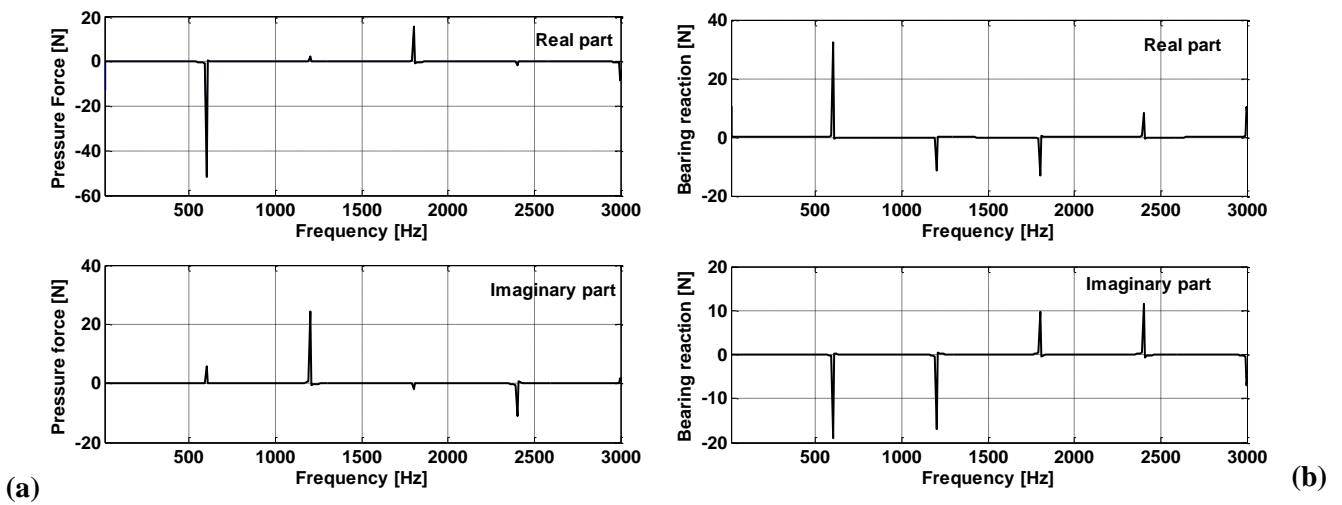 Pressure Force [N]
20
0
-20
-40
-60
Real part
500 1000 1500 2000 2500 3000
Frequency [Hz]
Pressure force [N]
40
20
0
-20
Imaginary part
500 1000 1500 2000 2500 3000
Frequency [Hz]
(a)
Bearing reaction [N]
40
20
0
-20
Real part
500 1000 1500 2000 2500 3000
Frequency [Hz]
Bearing reaction [N]
20
10
0
-10
-20
Imaginary part
500 1000 1500 2000 2500 3000
Frequency [Hz]
(b)